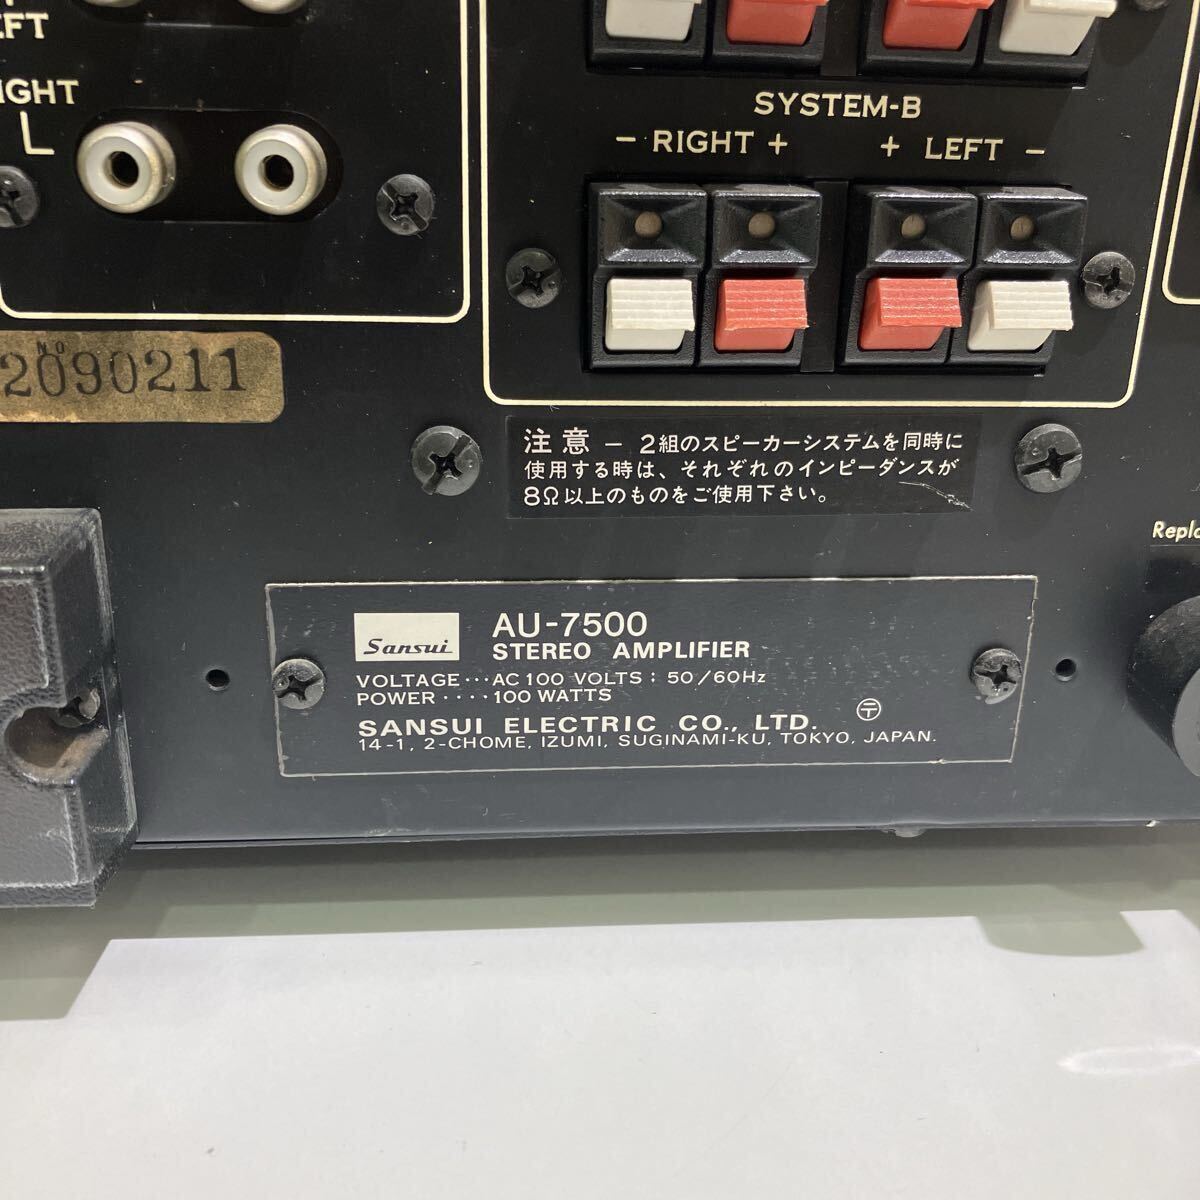 LEFT
RIGHT
L
SYSTEM-B
− RIGHT +
+ LEFT −
NO
2090211
注意 − 2組のスピーカーシステムを同時に
使用する時は、それぞれのインピーダンスが
8Ω以上のものをご使用下さい。
Sansui
AU-7500
STEREO AMPLIFIER
VOLTAGE··· AC 100 VOLTS : 50/60Hz
POWER ···· 100 WATTS
SANSUI ELECTRIC CO., LTD. 〒
14-1, 2-CHOME, IZUMI, SUGINAMI-KU, TOKYO, JAPAN.